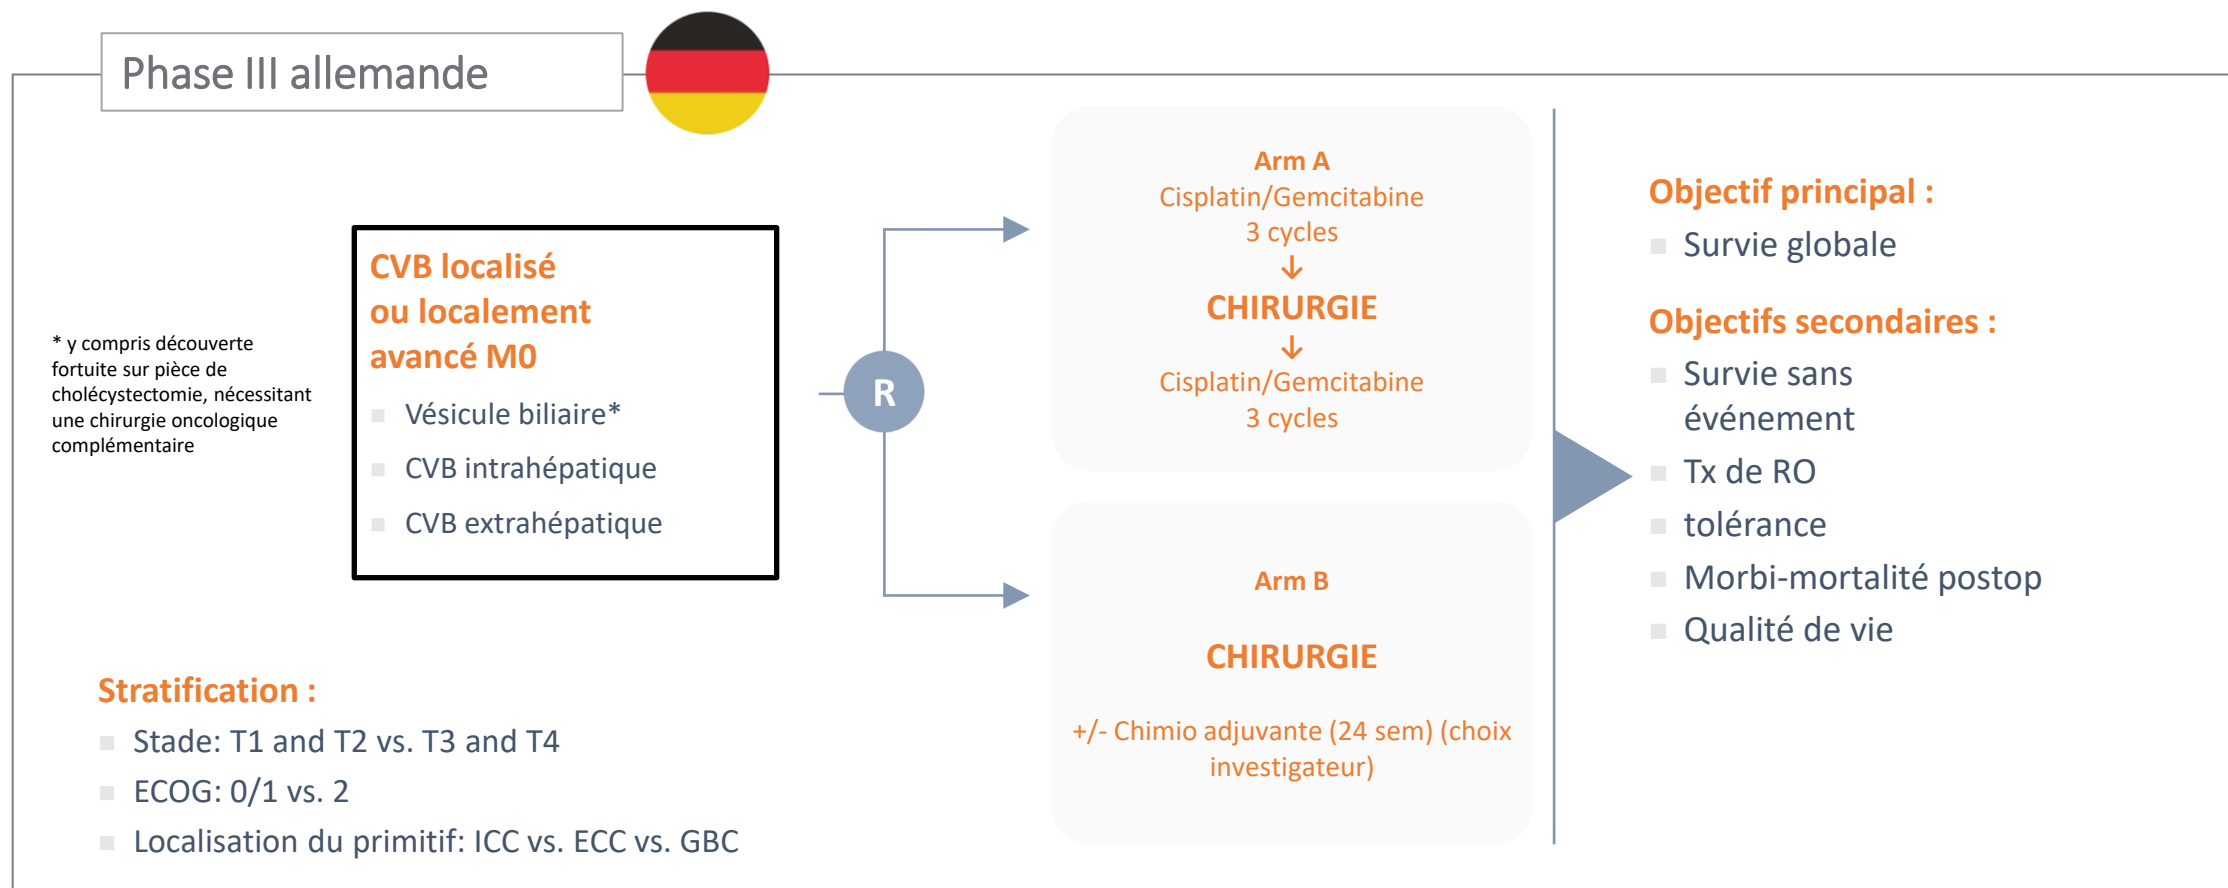 Phase III allemande
* y compris découverte
fortuite sur pièce de
cholécystectomie, nécessitant
une chirurgie oncologique
complémentaire
CVB localisé
ou localement
avancé M0
Vésicule biliaire*
CVB intrahépatique
CVB extrahépatique
Stratification :
Stade: T1 and T2 vs. T3 and T4
ECOG: 0/1 vs. 2
Localisation du primitif: ICC vs. ECC vs. GBC
R
Arm A
Cisplatin/Gemcitabine
3 cycles
↓
CHIRURGIE
↓
Cisplatin/Gemcitabine
3 cycles
Arm B
CHIRURGIE
+/- Chimio adjuvante (24 sem) (choix
investigateur)
Objectif principal :
Survie globale
Objectifs secondaires :
Survie sans
événement
Tx de RO
tolérance
Morbi-mortalité postop
Qualité de vie